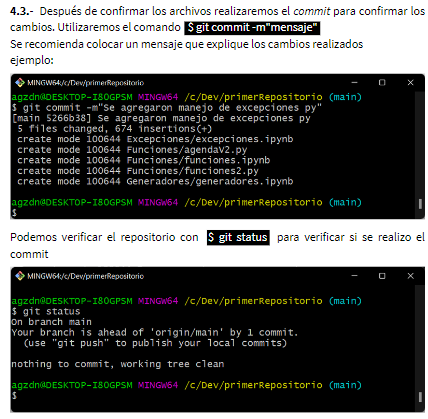 4.3.- Después de confirmar los archivos realizaremos el commit para confirmar los
cambios. Utilizaremos el comando $ git commit -m"mensaje"
Se recomienda colocar un mensaje que explique los cambios realizados
ejemplo:
MINGW64:/c/Dev/primerRepositorio
agzdn@DESKTOP-I8OGPSM MINGW64 /c/Dev/primerRepositorio (main)
$ git commit -m"Se agregaron manejo de excepciones py"
[main 5266b38] Se agregaron manejo de excepciones py
5 files changed, 674 insertions(+)
create mode 100644 Excepciones/excepciones.ipynb
create mode 100644 Funciones/agendaV2.py
create mode 100644 Funciones/funciones.ipynb
create mode 100644 Funciones/funciones2.py
create mode 100644 Generadores/generadores.ipynb
agzdn@DESKTOP-I8OGPSM MINGW64 /c/Dev/primerRepositorio (main)
$
Podemos verificar el repositorio con $ git status para verificar si se realizo el
commit
MINGW64:/c/Dev/primerRepositorio
agzdn@DESKTOP-I8OGPSM MINGW64 /c/Dev/primerRepositorio (main)
$ git status
On branch main
Your branch is ahead of 'origin/main' by 1 commit.
(use "git push" to publish your local commits)
nothing to commit, working tree clean
agzdn@DESKTOP-I8OGPSM MINGW64 /c/Dev/primerRepositorio (main)
$